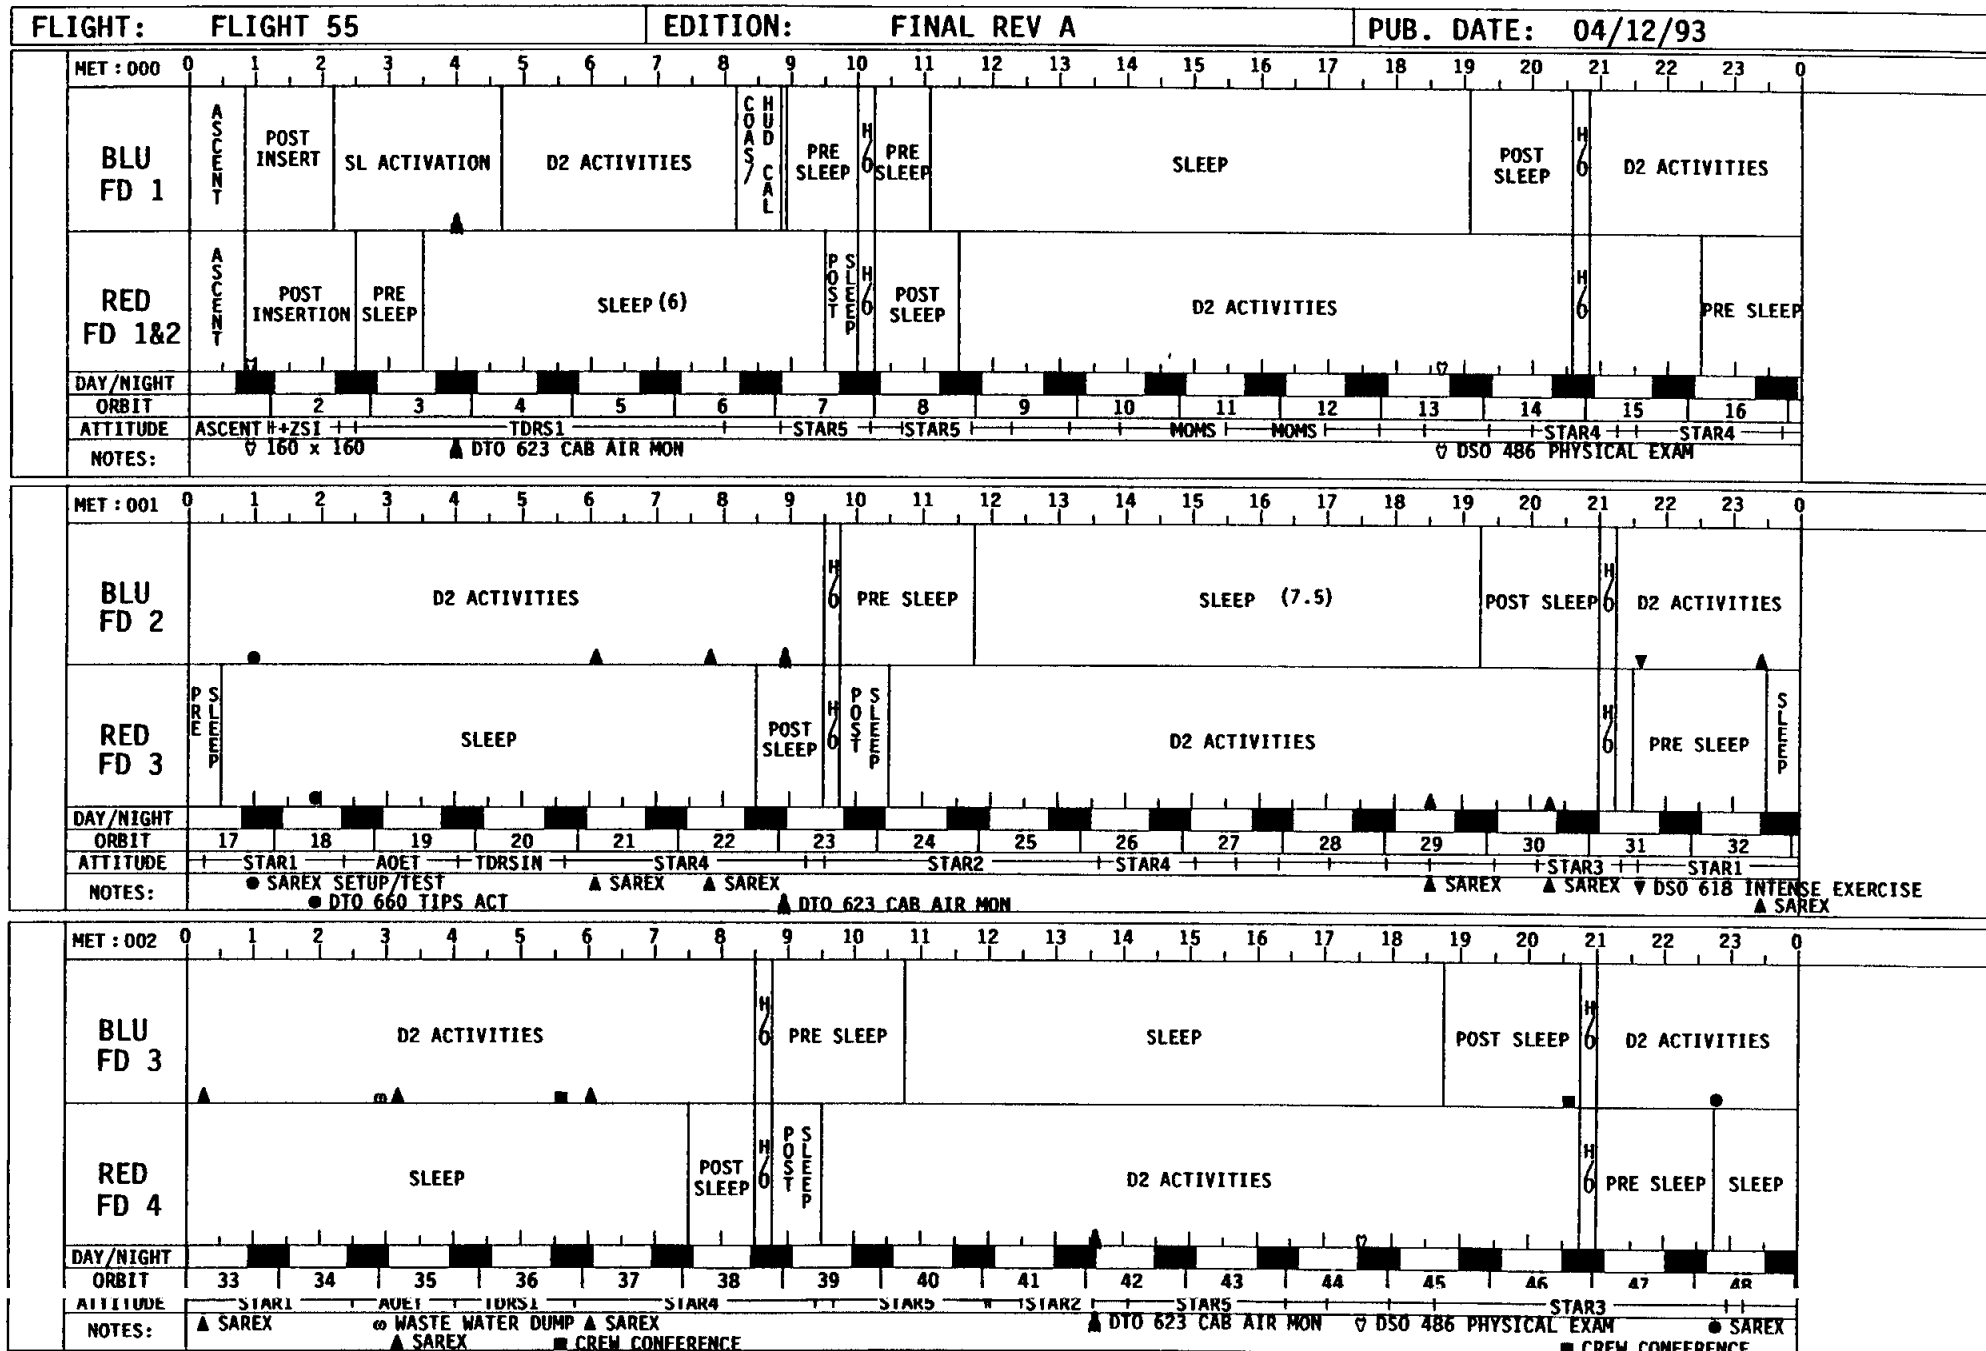 FLIGHT: FLIGHT 55 EDITION: FINAL REV A PUB. DATE: 04/12/93
MET:000 0 1 2 3 4 5 6 7 8 9 10 11 12 13 14 15 16 17 18 19 20 21 22 23 0
BLU FD 1
ASCENT
POST INSERT
SL ACTIVATION
D2 ACTIVITIES
COAS/ HUD CAL
PRE SLEEP
H/O
PRE SLEEP
SLEEP
POST SLEEP
H/O
D2 ACTIVITIES
RED FD 1&2
ASCENT
POST INSERTION
PRE SLEEP
SLEEP (6)
POST SLEEP
H/O
POST SLEEP
D2 ACTIVITIES
H/O
PRE SLEEP
DAY/NIGHT
ORBIT 2 3 4 5 6 7 8 9 10 11 12 13 14 15 16
ATTITUDE ASCENT +ZSI TDRS1 STAR5 STAR5 MOMS MOMS STAR4 STAR4
NOTES: 160 x 160 DTO 623 CAB AIR MON DSO 486 PHYSICAL EXAM
MET:001 0 1 2 3 4 5 6 7 8 9 10 11 12 13 14 15 16 17 18 19 20 21 22 23 0
BLU FD 2
D2 ACTIVITIES
H/O
PRE SLEEP
SLEEP (7.5)
POST SLEEP
H/O
D2 ACTIVITIES
RED FD 3
PRE SLEEP
SLEEP
POST SLEEP
H/O
POST SLEEP
D2 ACTIVITIES
H/O
PRE SLEEP
SLEEP
DAY/NIGHT
ORBIT 17 18 19 20 21 22 23 24 25 26 27 28 29 30 31 32
ATTITUDE STAR1 AOET TDRSIN STAR4 STAR2 STAR4 STAR3 STAR1
NOTES: SAREX SETUP/TEST SAREX SAREX SAREX SAREX DSO 618 INTENSE EXERCISE
DTO 660 TIPS ACT DTO 623 CAB AIR MON SAREX
MET:002 0 1 2 3 4 5 6 7 8 9 10 11 12 13 14 15 16 17 18 19 20 21 22 23 0
BLU FD 3
D2 ACTIVITIES
H/O
PRE SLEEP
SLEEP
POST SLEEP
H/O
D2 ACTIVITIES
RED FD 4
SLEEP
POST SLEEP
H/O
POST SLEEP
D2 ACTIVITIES
H/O
PRE SLEEP
SLEEP
DAY/NIGHT
ORBIT 33 34 35 36 37 38 39 40 41 42 43 44 45 46 47 48
ATTITUDE STAR1 AOET TDRS1 STAR4 STAR5 STAR2 STAR5 STAR3
NOTES: SAREX WASTE WATER DUMP SAREX DTO 623 CAB AIR MON DSO 486 PHYSICAL EXAM SAREX
SAREX CREW CONFERENCE CREW CONFERENCE